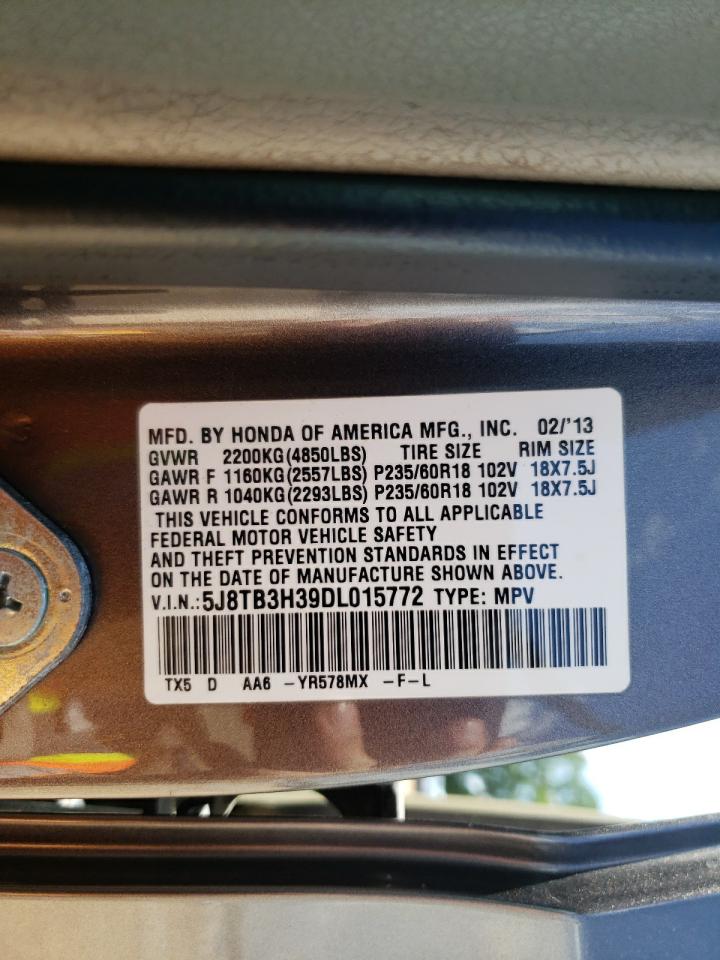 MFD. BY HONDA OF AMERICA MFG., INC. 02/'13
GVWR 2200KG(4850LBS) TIRE SIZE RIM SIZE
GAWR F 1160KG(2557LBS) P235/60R18 102V 18X7.5J
GAWR R 1040KG(2293LBS) P235/60R18 102V 18X7.5J
THIS VEHICLE CONFORMS TO ALL APPLICABLE
FEDERAL MOTOR VEHICLE SAFETY
AND THEFT PREVENTION STANDARDS IN EFFECT
ON THE DATE OF MANUFACTURE SHOWN ABOVE.
V.I.N.:5J8TB3H39DL015772 TYPE: MPV
TX5 D AA6 -YR578MX -F-L